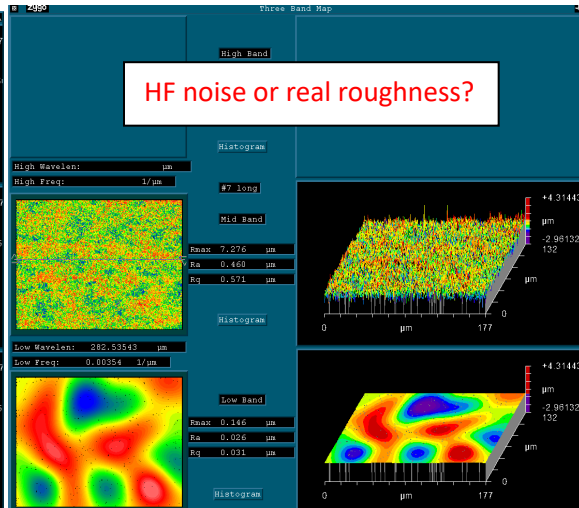 Zygo
Three Band Map
High Band
HF noise or real roughness?
Histogram
High Wavelen: µm
High Freq: 1/µm
#7 long
Mid Band
Rmax 7.276 µm
Ra 0.460 µm
Rq 0.571 µm
Histogram
+4.31443
µm
-2.96132
132
µm
0
0 µm 177
Low Wavelen: 282.53543 µm
Low Freq: 0.00354 1/µm
Low Band
Rmax 0.146 µm
Ra 0.026 µm
Rq 0.031 µm
Histogram
+4.31443
µm
-2.96132
132
µm
0
0 µm 177